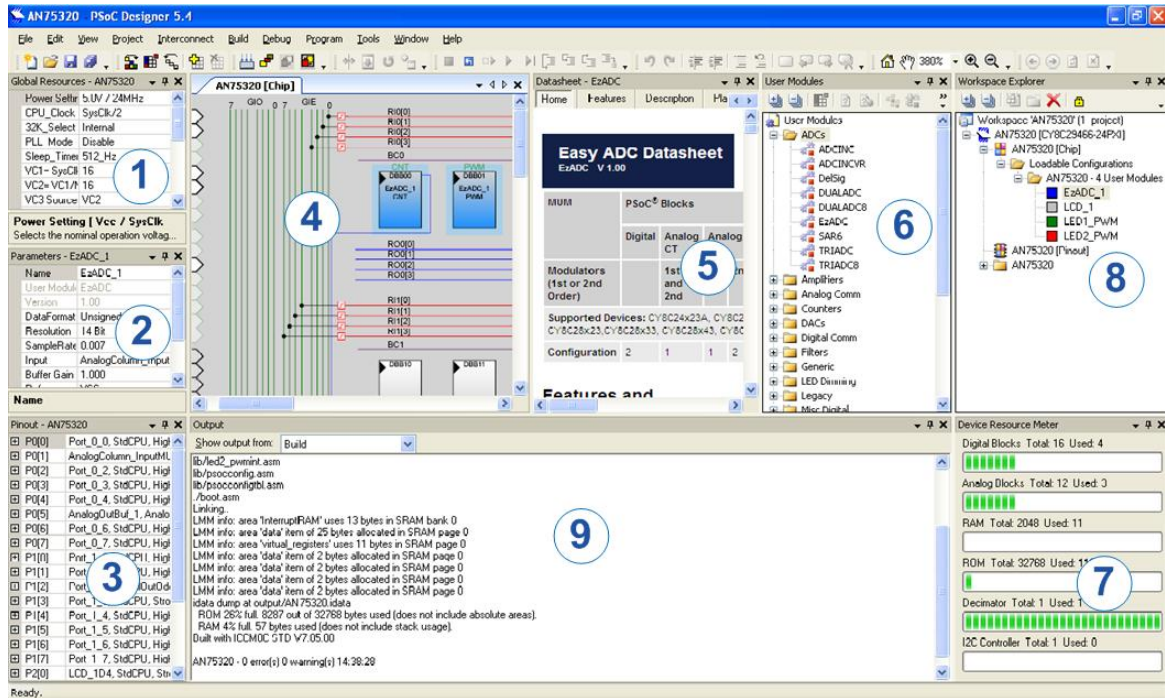 AN75320 - PSoC Designer 5.4
File Edit View Project Interconnect Build Debug Program Tools Window Help
380%
Global Resources - AN75320
Power Settir 5.0V / 24MHz
CPU_Clock SysClk/2
32K_Select Internal
PLL Mode Disable
Sleep_Timer 512_Hz
VC1= SysClk 16
VC2= VC1/N 16
VC3 Source VC2
1
Power Setting [ Vcc / SysClk
Selects the nominal operation voltag...
Parameters - EzADC_1
Name EzADC_1
User Module EzADC
Version 1.00
DataFormat Unsigned
Resolution 14 Bit
SampleRate 0.007
Input AnalogColumn_Input
Buffer Gain 1.000
2
Name
Pinout - AN75320
P0[0] Port_0_0, StdCPU, High
P0[1] AnalogColumn_InputMU
P0[2] Port_0_2, StdCPU, High
P0[3] Port_0_3, StdCPU, High
P0[4] Port_0_4, StdCPU, High
P0[5] AnalogOutBuf_1, Analo
P0[6] Port_0_6, StdCPU, High
P0[7] Port_0_7, StdCPU, High
P1[0]
P1[1]
P1[2]
P1[3]
P1[4] Port_1_4, StdCPU, High
P1[5] Port_1_5, StdCPU, High
P1[6] Port_1_6, StdCPU, High
P1[7] Port_1_7, StdCPU, High
P2[0] LCD_1D4, StdCPU, Str
3
Ready.
AN75320 [Chip]
7 GIO 0 7 GIE 0
RI0[0]
RI0[1]
RI0[2]
RI0[3]
BC0
CNT
DBB00
EzADC_1
CNT
PWM
DBB01
EzADC_1
PWM
RO0[0]
RO0[1]
RO0[2]
RO0[3]
RI1[0]
RI1[1]
RI1[2]
RI1[3]
BC1
DBB10
DBB11
4
Datasheet - EzADC
Home Features Description Pla
Easy ADC Datasheet
EzADC V 1.00
MUM PSoC® Blocks
Digital Analog CT Analog
Modulators (1st or 2nd Order)
1st and 2nd
Supported Devices: CY8C24x23A, CY8C2
CY8C28x23,CY8C28x33, CY8C28x43, CY8C
Configuration 2 1 1 2
Features and
5
User Modules
User Modules
ADCs
ADCINC
ADCINCVR
DelSig
DUALADC
DUALADC8
EzADC
SAR6
TRIADC
TRIADC8
Amplifiers
Analog Comm
Counters
DACs
Digital Comm
Filters
Generic
LED Dimming
Legacy
Misc Digital
6
Workspace Explorer
Workspace 'AN75320' (1 project)
AN75320 [CY8C29466-24PXI]
AN75320 [Chip]
Loadable Configurations
AN75320 - 4 User Modules
EzADC_1
LCD_1
LED1_PWM
LED2_PWM
AN75320 [Pinout]
AN75320
8
Output
Show output from: Build
lib/led2_pwmint.asm
lib/psocconfig.asm
lib/psocconfigtbl.asm
./boot.asm
Linking..
LMM info: area 'InterruptRAM' uses 13 bytes in SRAM bank 0
LMM info: area 'data' item of 25 bytes allocated in SRAM page 0
LMM info: area 'virtual_registers' uses 11 bytes in SRAM page 0
LMM info: area 'data' item of 2 bytes allocated in SRAM page 0
LMM info: area 'data' item of 2 bytes allocated in SRAM page 0
LMM info: area 'data' item of 2 bytes allocated in SRAM page 0
LMM info: area 'data' item of 2 bytes allocated in SRAM page 0
idata dump at output/AN75320.idata
ROM 26% full. 8287 out of 32768 bytes used (does not include absolute areas).
RAM 4% full. 57 bytes used (does not include stack usage).
Built with ICCM8C STD V7.05.00
AN75320 - 0 error(s) 0 warning(s) 14:38:28
9
Device Resource Meter
Digital Blocks Total: 16 Used: 4
Analog Blocks Total: 12 Used: 3
RAM Total: 2048 Used: 11
ROM Total: 32768 Used:
Decimator Total: 1 Used: 1
I2C Controller Total: 1 Used: 0
7